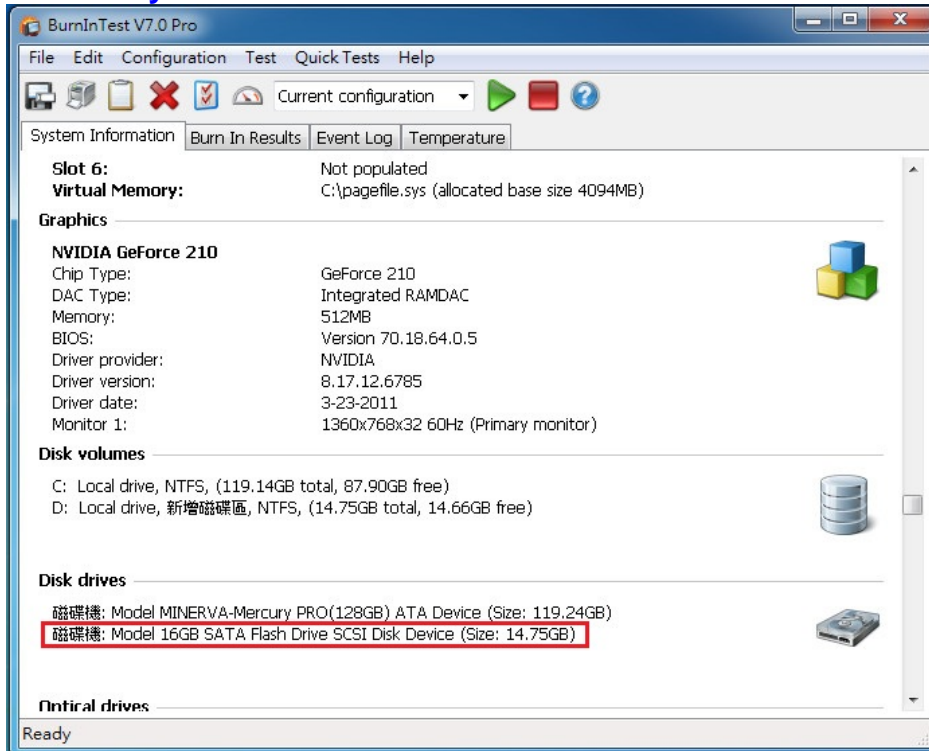 BurnInTest V7.0 Pro
File Edit Configuration Test Quick Tests Help
Current configuration
System Information Burn In Results Event Log Temperature
Slot 6: Not populated
Virtual Memory: C:\pagefile.sys (allocated base size 4094MB)
Graphics
NVIDIA GeForce 210
Chip Type: GeForce 210
DAC Type: Integrated RAMDAC
Memory: 512MB
BIOS: Version 70.18.64.0.5
Driver provider: NVIDIA
Driver version: 8.17.12.6785
Driver date: 3-23-2011
Monitor 1: 1360x768x32 60Hz (Primary monitor)
Disk volumes
C: Local drive, NTFS, (119.14GB total, 87.90GB free)
D: Local drive, 新增磁碟區, NTFS, (14.75GB total, 14.66GB free)
Disk drives
磁碟機: Model MINERVA-Mercury PRO(128GB) ATA Device (Size: 119.24GB)
磁碟機: Model 16GB SATA Flash Drive SCSI Disk Device (Size: 14.75GB)
Optical drives
Ready